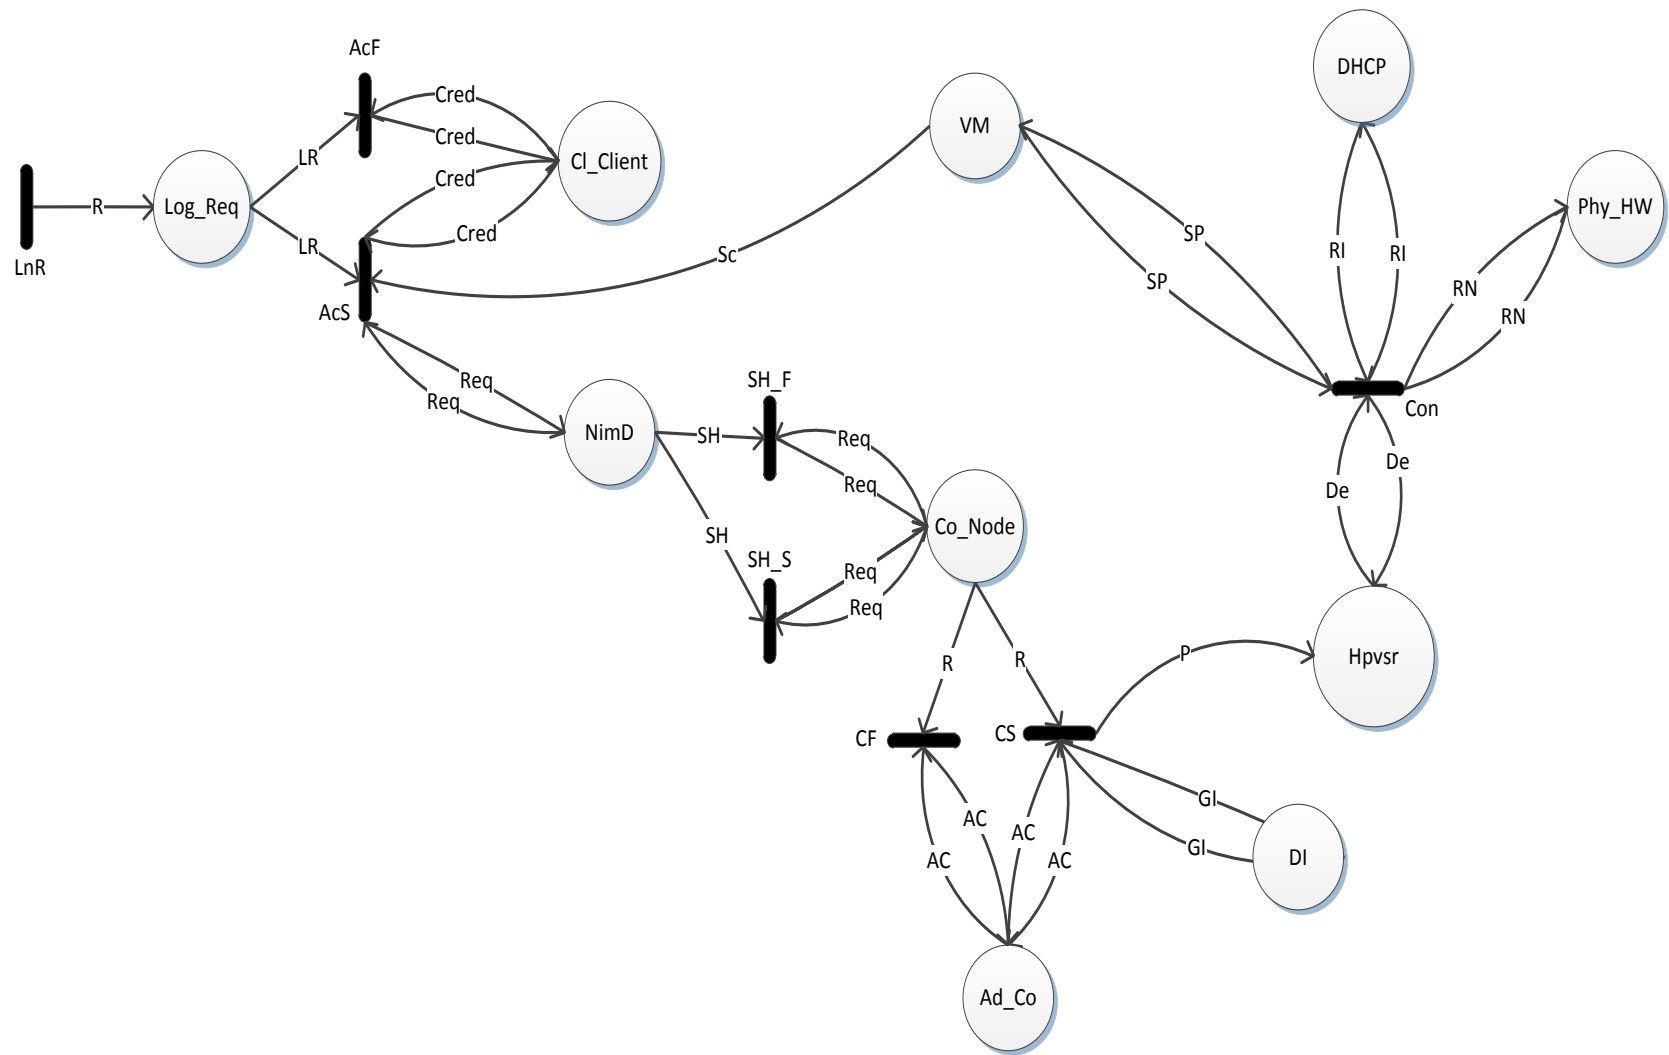 AcF
DHCP
Cred
VM
Cred
LR
Cl_Client
Cred
R
Log_Req
Phy_HW
Cred
SP
LR
Sc
RI
RI
LnR
SP
RN
AcS
RN
Req
SH_F
Req
Con
NimD
SH
Req
De
Req
De
SH
Co_Node
SH_S
Req
Req
R
R
P
Hpvsr
CF
CS
GI
AC
AC
GI
AC
AC
DI
Ad_Co